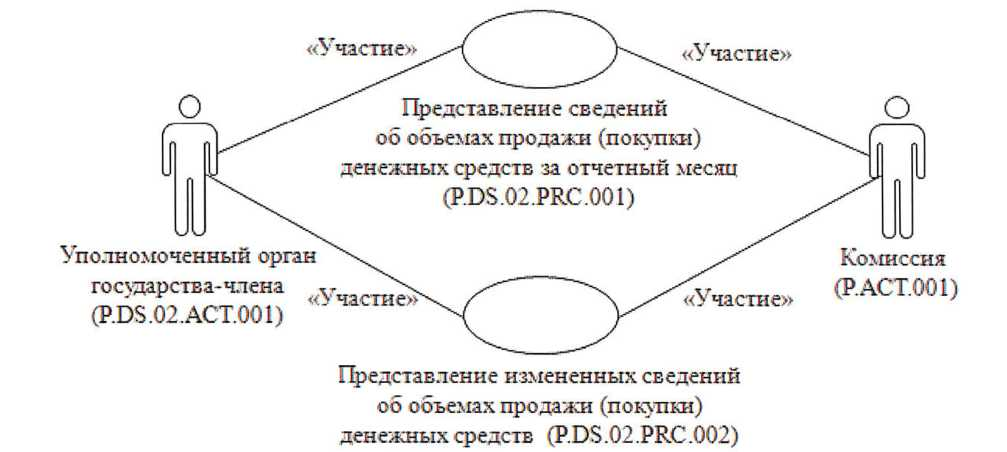 «Участие»
«Участие»
Представление сведений
об объемах продажи (покупки)
денежных средств за отчетный месяц
(P.DS.02.PRC.001)
Уполномоченный орган
государства-члена
(P.DS.02.ACT.001)
Комиссия
(P.ACT.001)
«Участие»
«Участие»
Представление измененных сведений
об объемах продажи (покупки)
денежных средств (P.DS.02.PRC.002)